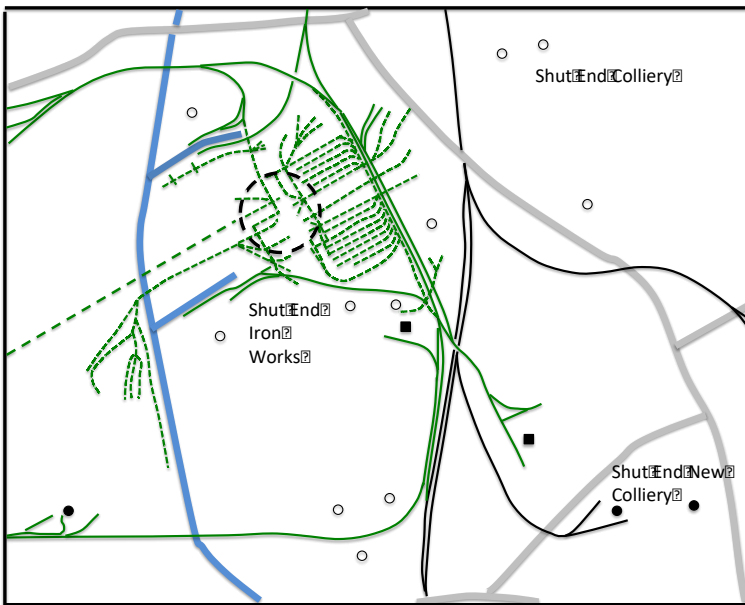 Shut End Colliery
Shut End
Iron
Works
Shut End New
Colliery